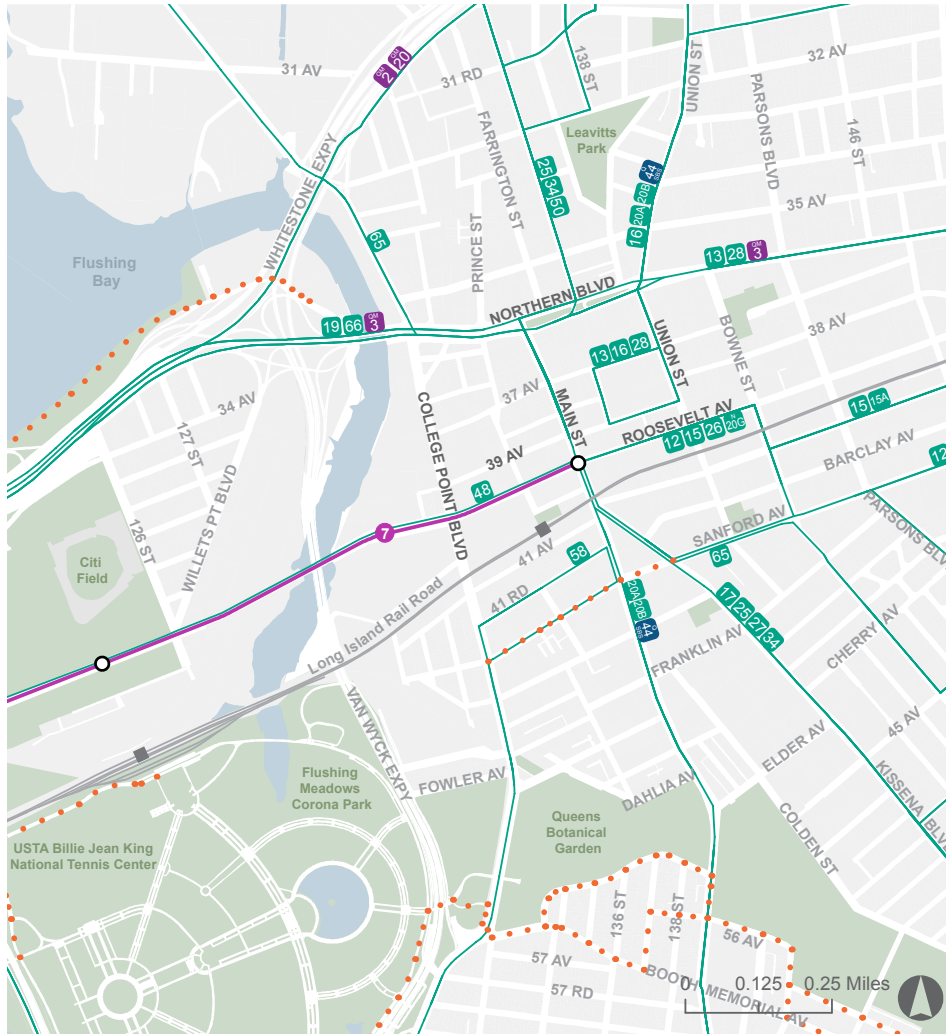 31 AV
QM
2
QM
20
31 RD
138 ST
UNION ST
32 AV
PARSONS BLVD
146 ST
FARRINGTON ST
Leavitts
Park
WHITESTONE EXPY
25 34 50
16 20A 20B Q 44 SBS
35 AV
65
PRINCE ST
Flushing
Bay
13 28 QM 3
NORTHERN BLVD
19 66 QM 3
UNION ST
BOWNE ST
38 AV
13 16 28
34 AV
37 AV
MAIN ST
COLLEGE POINT BLVD
ROOSEVELT AV
12 15 26 N 20G
15 15A
127 ST
39 AV
BARCLAY AV
12
WILLETS PT BLVD
48
7
126 ST
PARSONS BLV
SANFORD AV
65
41 AV
58
Citi
Field
41 RD
Long Island Rail Road
20A 20B Q 44 SBS
17 25 27 34
FRANKLIN AV
CHERRY AV
VAN WYCK EXPY
45 AV
ELDER AV
KISSENA BLV
Flushing
Meadows
Corona Park
FOWLER AV
DAHLIA AV
COLDEN ST
Queens
Botanical
Garden
USTA Billie Jean King
National Tennis Center
136 ST
138 ST
56 AV
57 AV
BOOTH MEMORIAL AV
57 RD
0 0.125 0.25 Miles